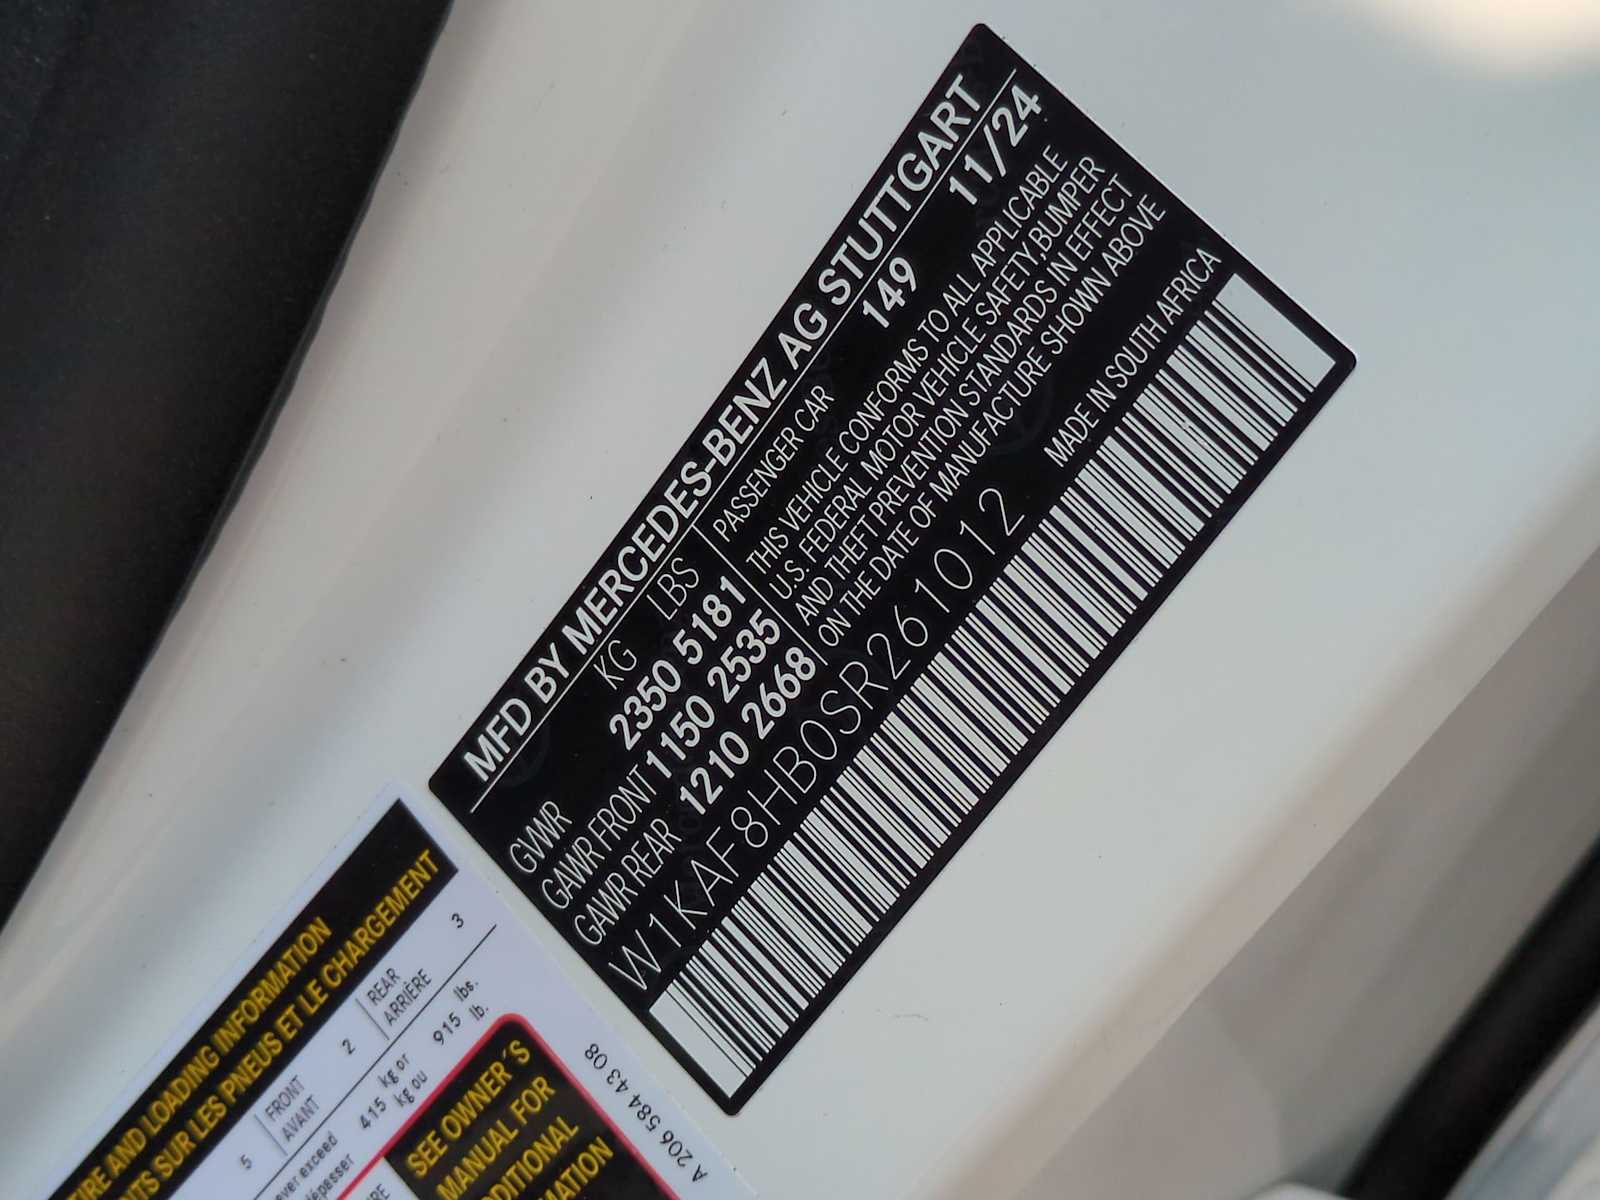 MFD BY MERCEDES-BENZ AG STUTTGART
KG LBS 149 11/24
GVWR 2350 5181
GAWR FRONT 1150 2535
GAWR REAR 1210 2668
PASSENGER CAR
THIS VEHICLE CONFORMS TO ALL APPLICABLE
U.S. FEDERAL MOTOR VEHICLE SAFETY,BUMPER
AND THEFT PREVENTION STANDARDS IN EFFECT
ON THE DATE OF MANUFACTURE SHOWN ABOVE
W1KAF8HB0SR261012 MADE IN SOUTH AFRICA
AND LOADING INFORMATION
SUR LES PNEUS ET LE CHARGEMENT
5 FRONT 2 REAR 3
AVANT ARRIÈRE
exceed 415 kg or 915 lbs.
kg ou lb.
SEE OWNER'S
MANUAL FOR
A 206 584 43 08